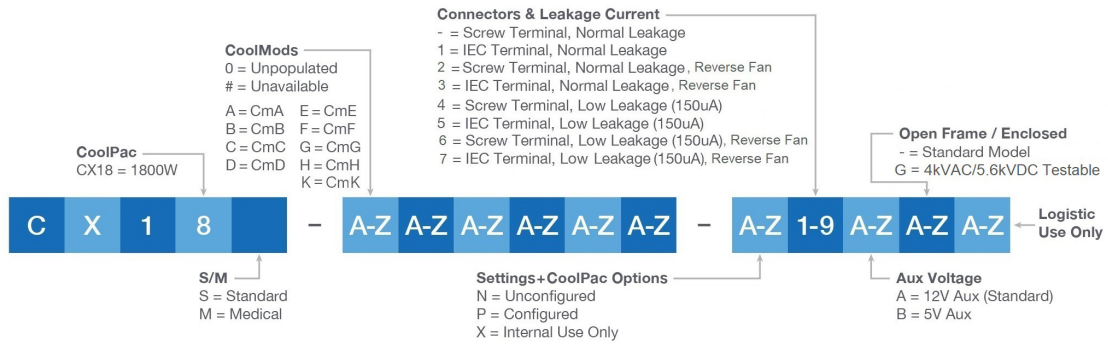 Connectors & Leakage Current
- = Screw Terminal, Normal Leakage
1 = IEC Terminal, Normal Leakage
2 = Screw Terminal, Normal Leakage, Reverse Fan
3 = IEC Terminal, Normal Leakage, Reverse Fan
4 = Screw Terminal, Low Leakage (150uA)
5 = IEC Terminal, Low Leakage (150uA)
6 = Screw Terminal, Low Leakage (150uA), Reverse Fan
7 = IEC Terminal, Low Leakage (150uA), Reverse Fan
CoolMods
0 = Unpopulated
# = Unavailable
A = CmA E = CmE
B = CmB F = CmF
C = CmC G = CmG
D = CmD H = CmH
K = CmK
CoolPac
CX18 = 1800W
Open Frame / Enclosed
- = Standard Model
G = 4kVAC/5.6kVDC Testable
C X 1 8 - A-Z A-Z A-Z A-Z A-Z A-Z - A-Z 1-9 A-Z A-Z A-Z
Logistic
Use Only
S/M
S = Standard
M = Medical
Settings+CoolPac Options
N = Unconfigured
P = Configured
X = Internal Use Only
Aux Voltage
A = 12V Aux (Standard)
B = 5V Aux